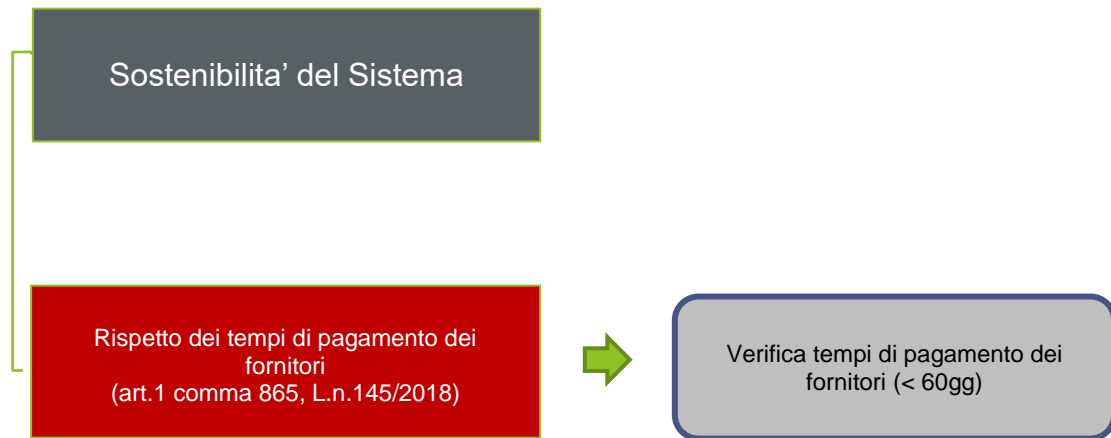 Sostenibilita’ del Sistema
Rispetto dei tempi di pagamento dei
fornitori
(art.1 comma 865, L.n.145/2018)
Verifica tempi di pagamento dei
fornitori (< 60gg)